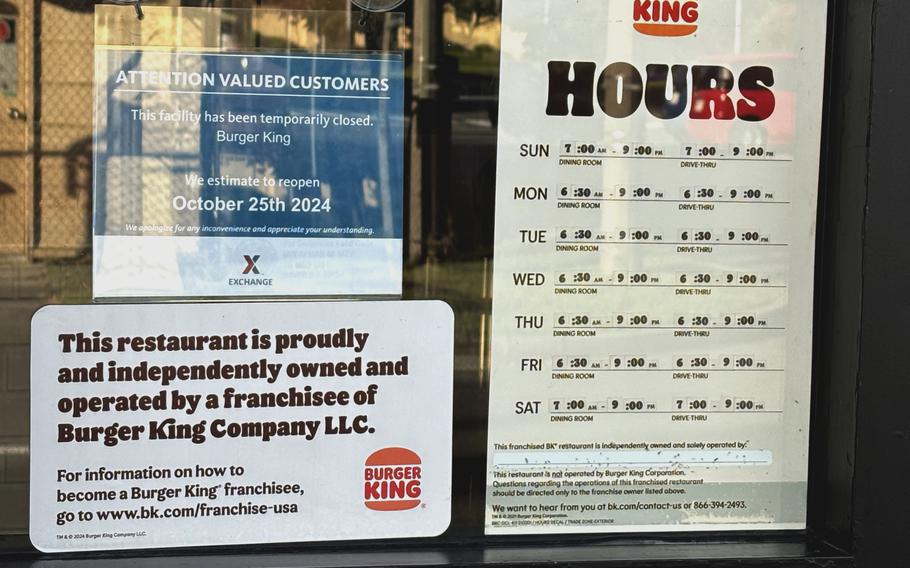 ATTENTION VALUED CUSTOMERS
This facility has been temporarily closed.
Burger King
We estimate to reopen
October 25th 2024
We apologize for any inconvenience and appreciate your understanding.
X
EXCHANGE
This restaurant is proudly
and independently owned and
operated by a franchisee of
Burger King Company LLC.
For information on how to
become a Burger King® franchisee,
go to www.bk.com/franchise-usa
TM & © 2024 Burger King Company LLC.
BURGER
KING®
KING
HOURS
SUN 7:00 AM - 9:00 PM 7:00 - 9:00 PM
DINING ROOM DRIVE-THRU
MON 6:30 AM - 9:00 PM 6:30 - 9:00 PM
DINING ROOM DRIVE-THRU
TUE 6:30 AM - 9:00 PM 6:30 - 9:00 PM
DINING ROOM DRIVE-THRU
WED 6:30 AM - 9:00 PM 6:30 - 9:00 PM
DINING ROOM DRIVE-THRU
THU 6:30 AM - 9:00 PM 6:30 - 9:00 PM
DINING ROOM DRIVE-THRU
FRI 6:30 AM - 9:00 PM 6:30 - 9:00 PM
DINING ROOM DRIVE-THRU
SAT 7:00 AM - 9:00 PM 7:00 - 9:00 PM
DINING ROOM DRIVE-THRU
This franchised BK® restaurant is independently owned and solely operated by:
This restaurant is not operated by Burger King Corporation.
Questions regarding the operations of this franchised restaurant
should be directed only to the franchise owner listed above.
We want to hear from you at bk.com/contact-us or 866-394-2493.
TM & © 2021 Burger King Corporation.
/ HOURS DECAL / TRADE ZONE-EXTERIOR